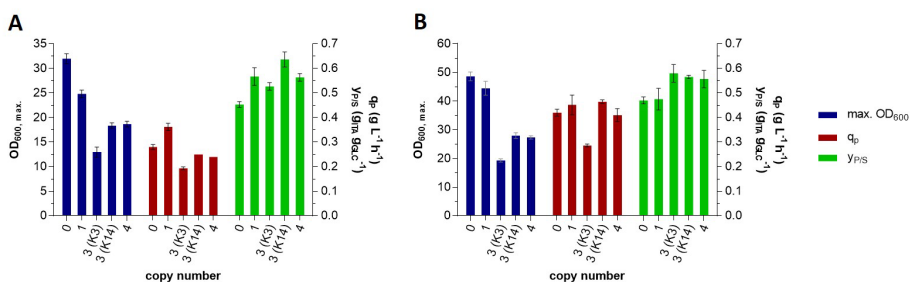 A
35
30
25
20
15
10
5
0
OD600, max.
0.7
0.6
0.5
0.4
0.3
0.2
0.1
0.0
qp (g L-1 h-1)
yP/S (gITA gGLC-1)
0 1 3 (K3) 3 (K14) 4
0 1 3 (K3) 3 (K14) 4
0 1 3 (K3) 3 (K14) 4
copy number
B
60
50
40
30
20
10
0
OD600, max.
0.7
0.6
0.5
0.4
0.3
0.2
0.1
0.0
qp (g L-1 h-1)
yP/S (gITA gGLC-1)
0 1 3 (K3) 3 (K14) 4
0 1 3 (K3) 3 (K14) 4
0 1 3 (K3) 3 (K14) 4
copy number
max. OD600
qp
yP/S